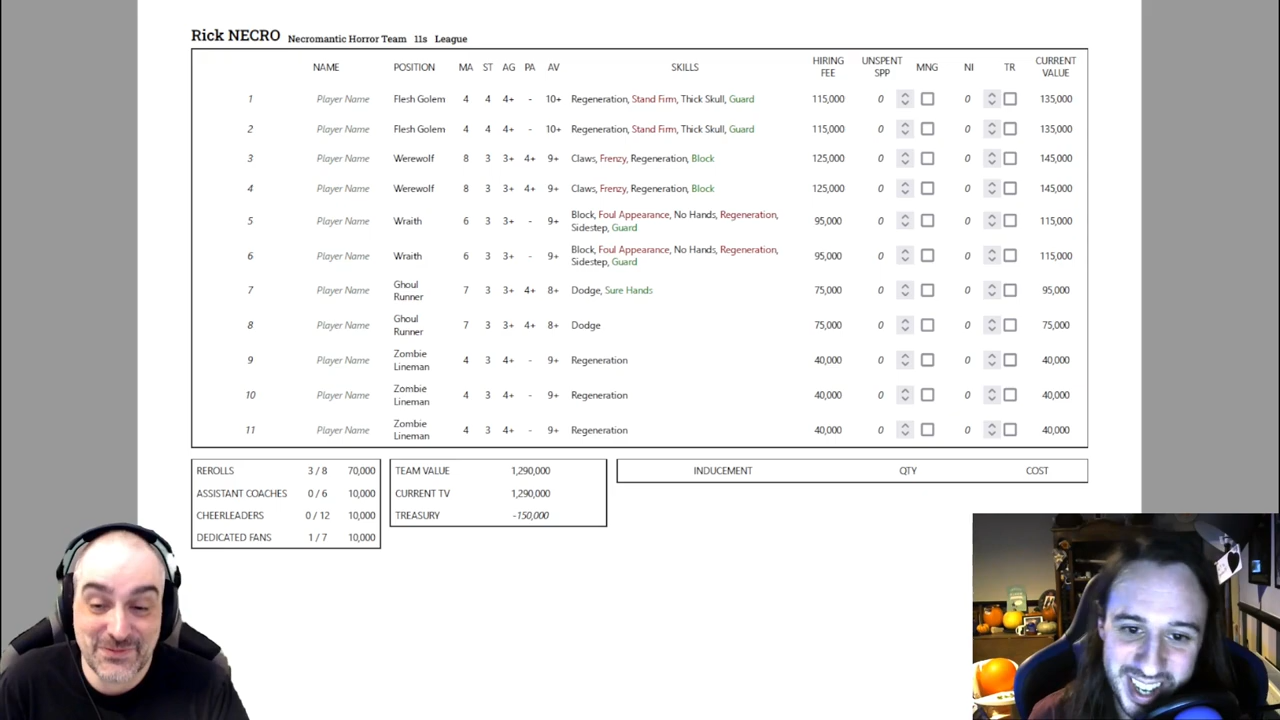 Rick NECRO Necromantic Horror Team 11s League
NAME POSITION MA ST AG PA AV SKILLS HIRING FEE UNSPENT SPP MNG NI TR CURRENT VALUE
1 Player Name Flesh Golem 4 4 4+ - 10+ Regeneration, Stand Firm, Thick Skull, Guard 115,000 0 0 135,000
2 Player Name Flesh Golem 4 4 4+ - 10+ Regeneration, Stand Firm, Thick Skull, Guard 115,000 0 0 135,000
3 Player Name Werewolf 8 3 3+ 4+ 9+ Claws, Frenzy, Regeneration, Block 125,000 0 0 145,000
4 Player Name Werewolf 8 3 3+ 4+ 9+ Claws, Frenzy, Regeneration, Block 125,000 0 0 145,000
5 Player Name Wraith 6 3 3+ - 9+ Block, Foul Appearance, No Hands, Regeneration, Sidestep, Guard 95,000 0 0 115,000
6 Player Name Wraith 6 3 3+ - 9+ Block, Foul Appearance, No Hands, Regeneration, Sidestep, Guard 95,000 0 0 115,000
7 Player Name Ghoul Runner 7 3 3+ 4+ 8+ Dodge, Sure Hands 75,000 0 0 95,000
8 Player Name Ghoul Runner 7 3 3+ 4+ 8+ Dodge 75,000 0 0 75,000
9 Player Name Zombie Lineman 4 3 4+ - 9+ Regeneration 40,000 0 0 40,000
10 Player Name Zombie Lineman 4 3 4+ - 9+ Regeneration 40,000 0 0 40,000
11 Player Name Zombie Lineman 4 3 4+ - 9+ Regeneration 40,000 0 0 40,000
REROLLS 3 / 8 70,000
ASSISTANT COACHES 0 / 6 10,000
CHEERLEADERS 0 / 12 10,000
DEDICATED FANS 1 / 7 10,000
TEAM VALUE 1,290,000
CURRENT TV 1,290,000
TREASURY -150,000
INDUCEMENT QTY COST